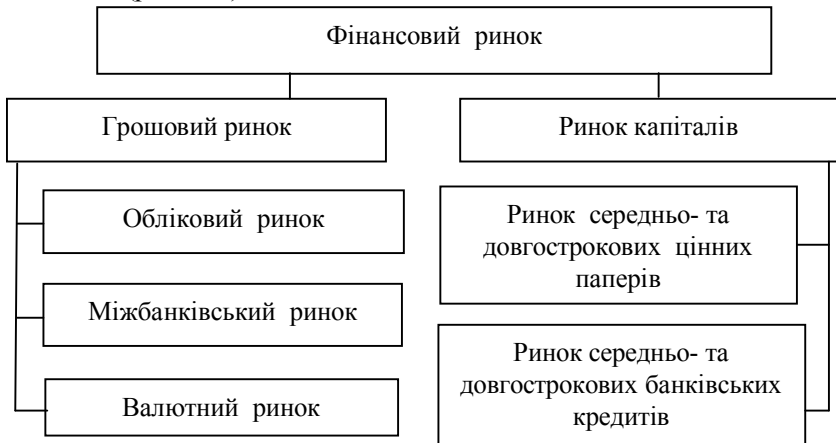 Фінансовий ринок
Грошовий ринок
Ринок капіталів
Обліковий ринок
Міжбанківський ринок
Валютний ринок
Ринок середньо- та
довгострокових цінних
паперів
Ринок середньо- та
довгострокових банківських
кредитів